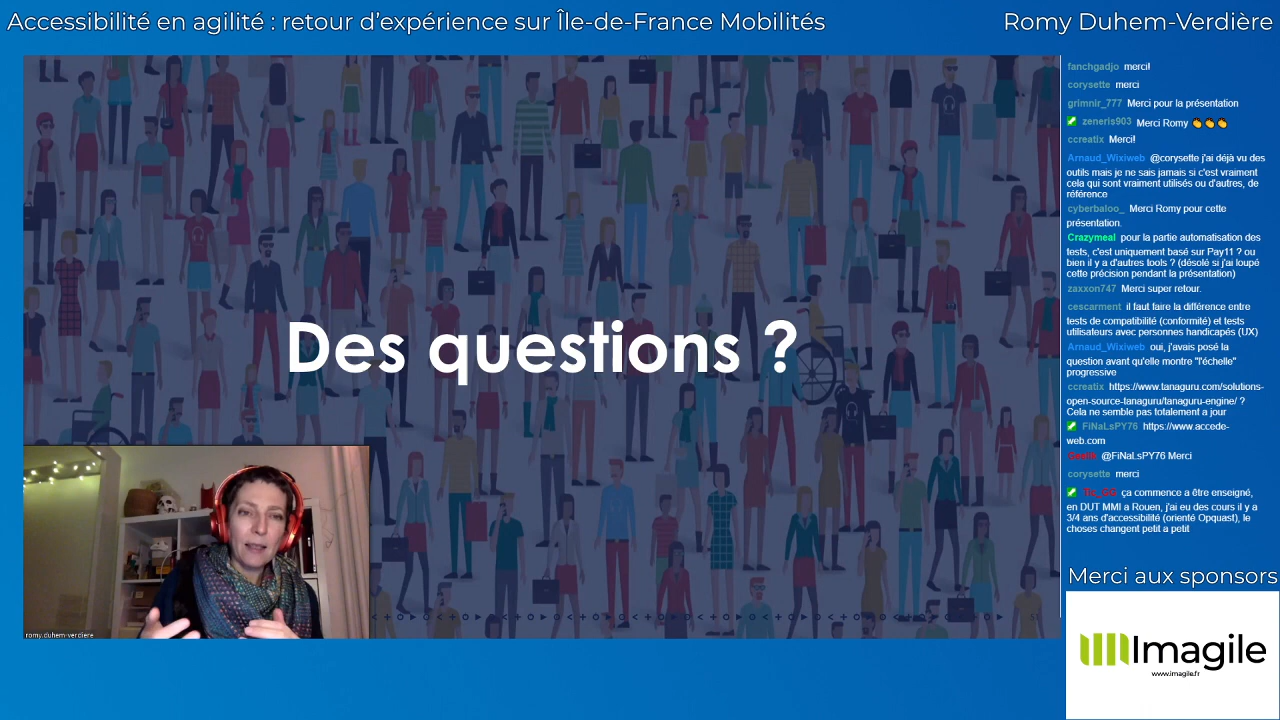 Accessibilité en agilité : retour d'expérience sur Île-de-France Mobilités
Romy Duhem-Verdière
Des questions ?
romy.duhem-verdiere
51
fanchgadjo merci!
corysette merci
grimnir_777 Merci pour la présentation
zeneris903 Merci Romy 👏👏👏
ccreatix Merci!
Arnaud_Wixiweb @corysette j'ai déjà vu des
outils mais je ne sais jamais si c'est vraiment
cela qui sont vraiment utilisés ou d'autres, de
référence
cyberbaloo_ Merci Romy pour cette
présentation.
Crazymeal pour la partie automatisation des
tests, c'est uniquement basé sur Pay11 ? ou
bien il y a d'autres tools ? (désolé si j'ai loupé
cette précision pendant la présentation)
zaxxon747 Merci super retour.
cescarment il faut faire la différence entre
tests de compatibilité (conformité) et tests
utilisateurs avec personnes handicapés (UX)
Arnaud_Wixiweb oui, j'avais posé la
question avant qu'elle montre "l'échelle"
progressive
ccreatix https://www.tanaguru.com/solutions-
open-source-tanaguru/tanaguru-engine/ ?
Cela ne semble pas totalement a jour
FiNaLsPY76 https://www.accede-
web.com
@FiNaLsPY76 Merci
corysette merci
ça commence a être enseigné,
en DUT MMI a Rouen, j'ai eu des cours il y a
3/4 ans d'accessibilité (orienté Opquast), le
choses changent petit a petit
Merci aux sponsors
Imagile
www.imagile.fr